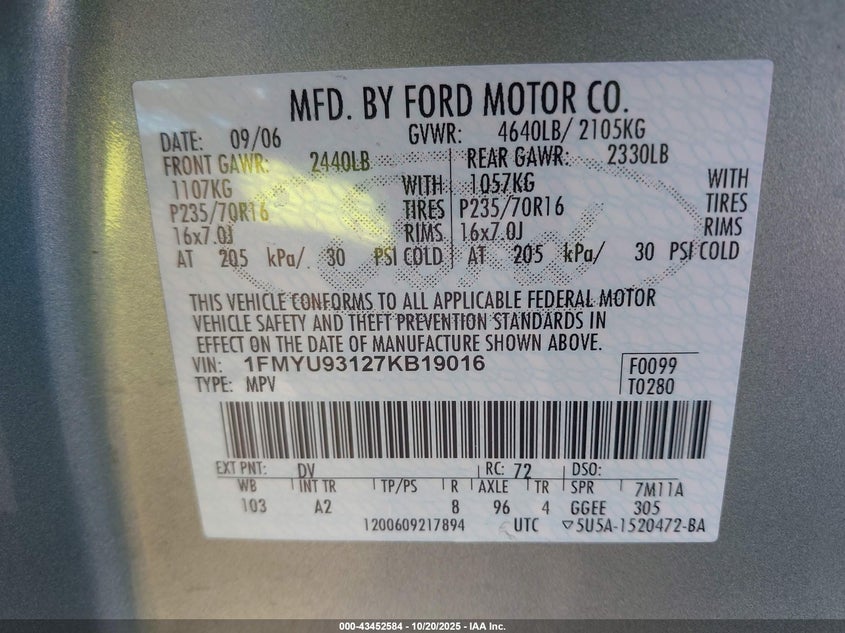 MFD. BY FORD MOTOR CO.
DATE: 09/06 GVWR: 4640LB/ 2105KG
FRONT GAWR: 2440LB REAR GAWR: 2330LB
1107KG WITH 1057KG WITH
P235/70R16 TIRES P235/70R16 TIRES
16x7.0J RIMS 16x7.0J RIMS
AT 205 kPa/ 30 PSI COLD AT 205 kPa/ 30 PSI COLD
THIS VEHICLE CONFORMS TO ALL APPLICABLE FEDERAL MOTOR
VEHICLE SAFETY AND THEFT PREVENTION STANDARDS IN
EFFECT ON THE DATE OF MANUFACTURE SHOWN ABOVE.
VIN: 1FMYU93127KB19016 F0099
TYPE: MPV T0280
EXT PNT: DV RC: 72 DSO:
WB INT TR TP/PS R AXLE TR SPR 7M11A
103 A2 8 96 4 GGEE 305
1200609217894 UTC ▽5U5A-1520472-BA
000-43452584 - 10/20/2025 - IAA Inc.